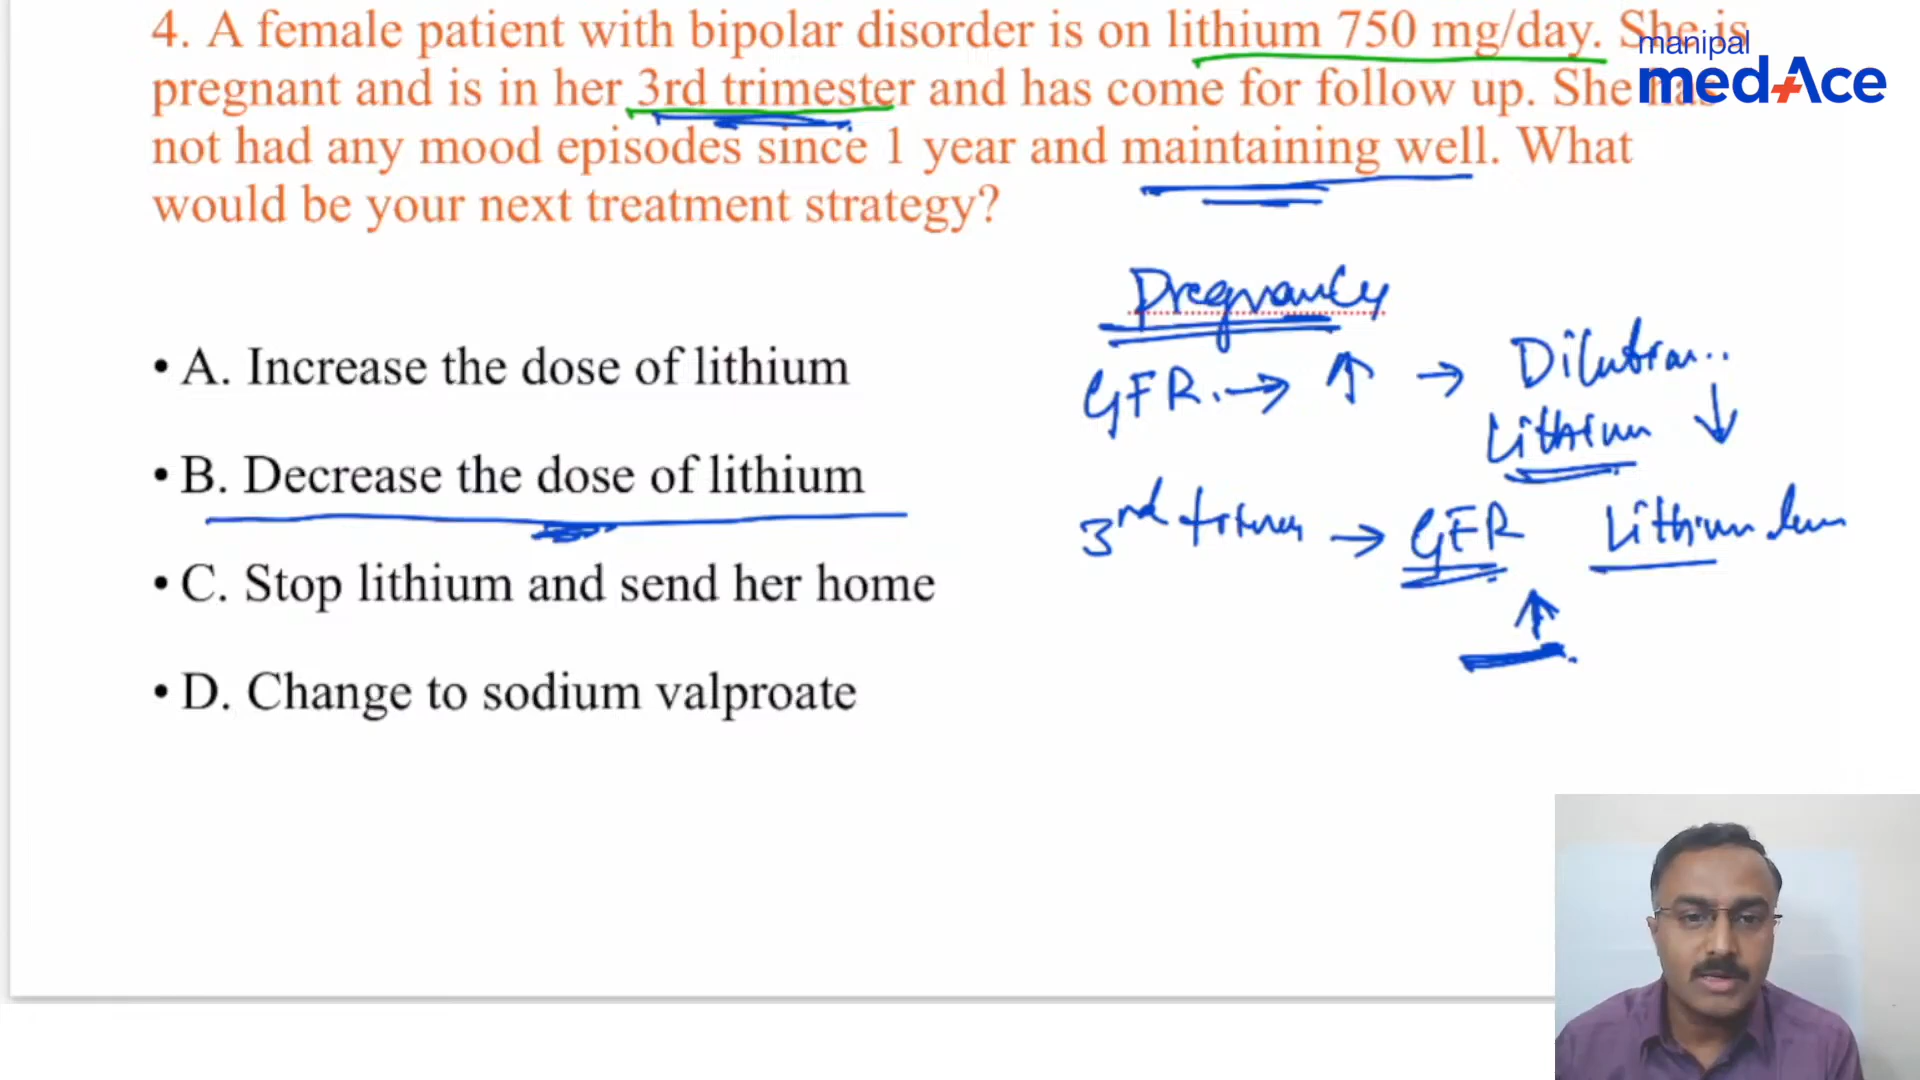 4. A female patient with bipolar disorder is on lithium 750 mg/day. She is
manipal
medAce
pregnant and is in her 3rd trimester and has come for follow up. She has
not had any mood episodes since 1 year and maintaining well. What
would be your next treatment strategy?
Pregnancy
• A. Increase the dose of lithium
GFR → ↑ → Dilution..
Lithium ↓
• B. Decrease the dose of lithium
3rd → GFR Lithium
↑
• C. Stop lithium and send her home
• D. Change to sodium valproate